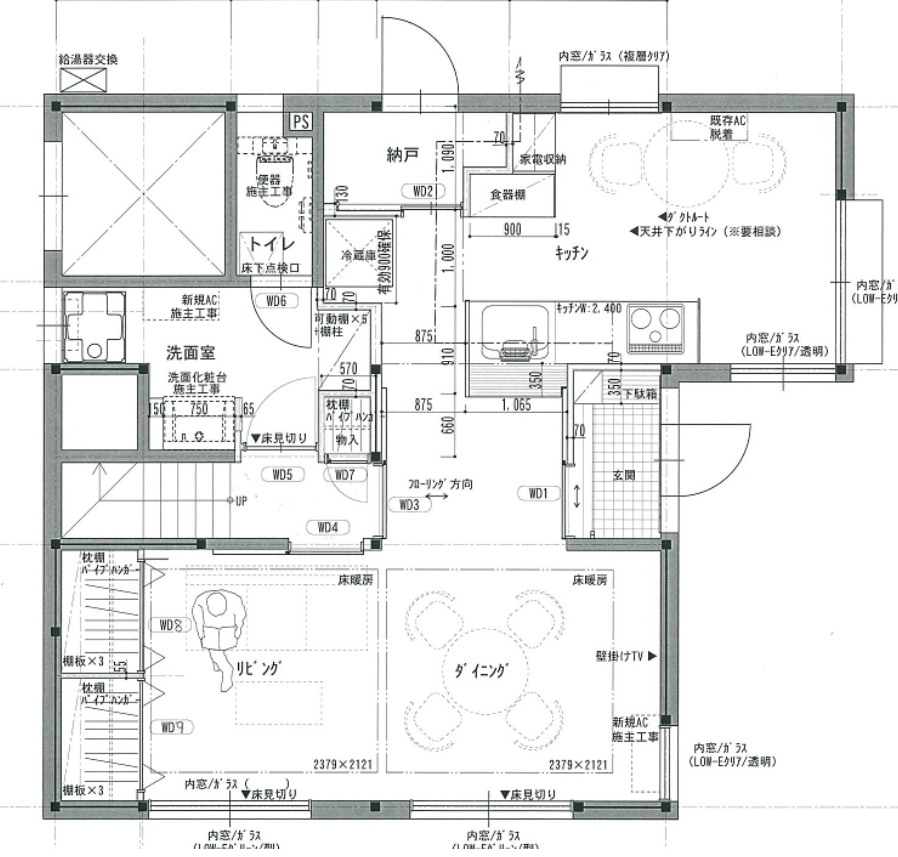 給湯器交換
内窓/ｶﾞﾗｽ (複層ｸﾘｱ)
PS
既存AC
脱着
納戸
70
1,090
家電収納
便器
施主工事
WD2
食器棚
130
トイレ
床下点検口
冷蔵庫
有効900確保
900
15
◀ﾀﾞｸﾄﾙｰﾄ
◀天井下がりﾗｲﾝ (※要相談)
ｷｯﾁﾝ
1,000
WD6
新規AC
施主工事
70
70
可動棚×5
+棚柱
ｷｯﾁﾝW:2.400
内窓/ｶﾞﾗｽ
(LOW-Eｸﾘｱ/透明)
洗面室
875
910
570
70
350
70
350
下駄箱
洗面化粧台
施主工事
150
750
65
枕棚
ﾊﾟｲﾌﾟﾊﾝｶﾞ
物入
875
1.065
660
70
▼床見切り
玄関
WD5
WD7
ﾌﾛｰﾘﾝｸﾞ方向
WD1
UP
WD3
WD4
枕棚
ﾊﾟｲﾌﾟﾊﾝｶﾞｰ
床暖房
床暖房
WD8
棚板×3
55
ﾘﾋﾞﾝｸﾞ
ﾀﾞｲﾆﾝｸﾞ
壁掛けTV▶
枕棚
ﾊﾟｲﾌﾟﾊﾝｶﾞｰ
WD9
新規AC
施主工事
内窓/ｶﾞﾗｽ
(LOW-Eｸﾘｱ/透明)
棚板×3
2379×2121
2379×2121
内窓/ｶﾞﾗｽ (　　)
▼床見切り
▼床見切り
内窓/ｶﾞﾗｽ
内窓/ｶﾞﾗｽ